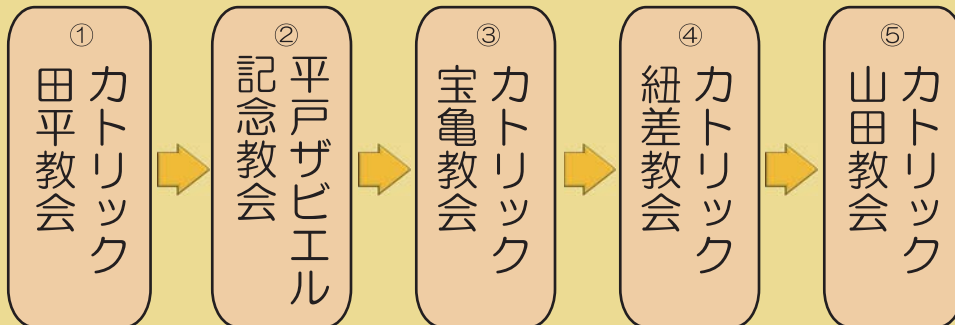 ①
カトリック
田平教会
②
平戸ザビエル
記念教会
③
カトリック
宝亀教会
④
カトリック
紐差教会
⑤
カトリック
山田教会